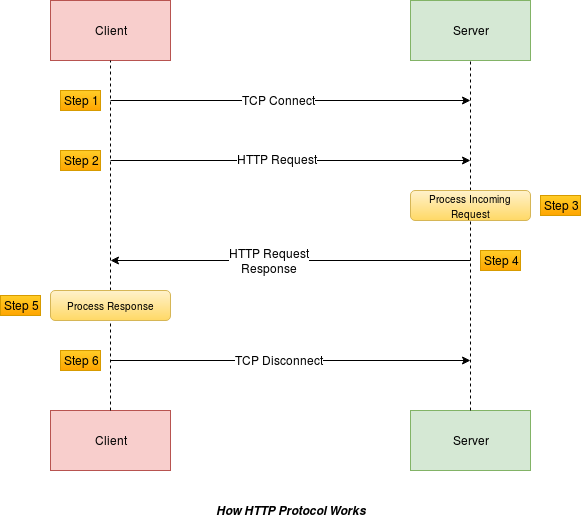 Client
Server
Step 1
TCP Connect
Step 2
HTTP Request
Process Incoming
Request
Step 3
HTTP Request
Response
Step 4
Step 5
Process Response
Step 6
TCP Disconnect
Client
Server
How HTTP Protocol Works